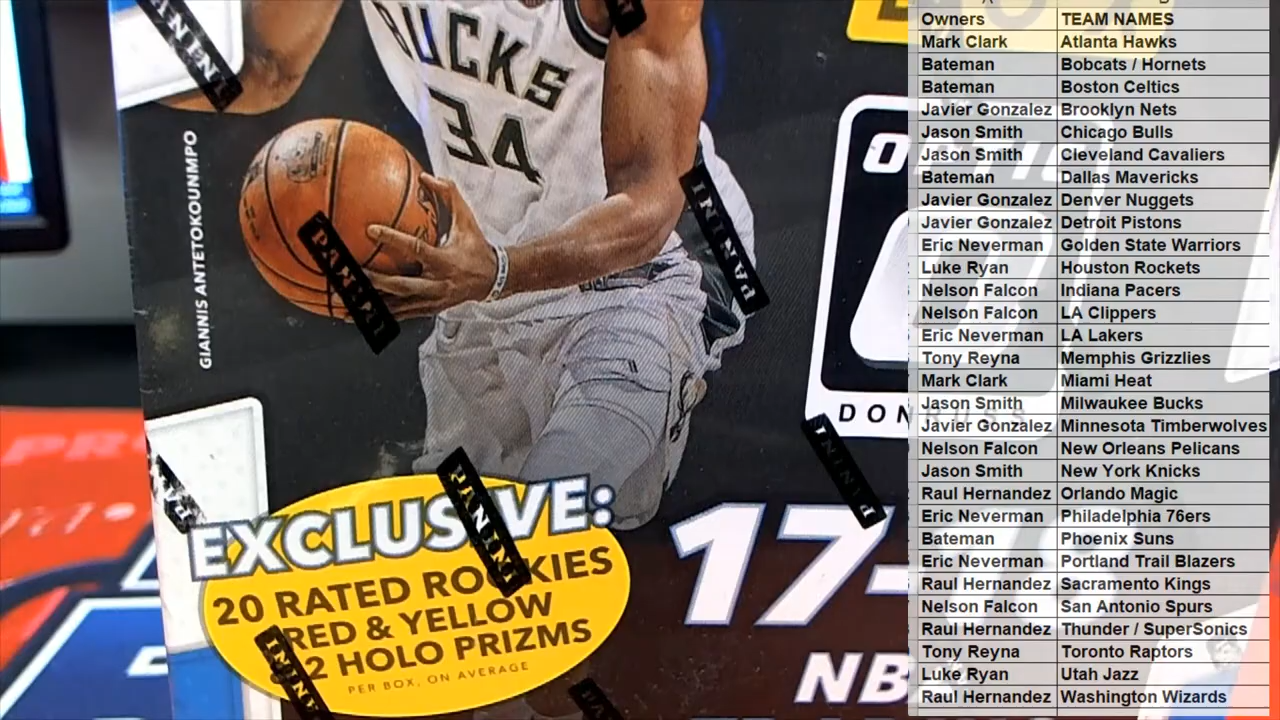 PANINI
BUCKS
34
GIANNIS ANTETOKOUNMPO
PANINI
PANINI
PANINI
PANINI
PANINI
EXCLUSIVE:
20 RATED ROOKIES
RED & YELLOW
2 HOLO PRIZMS
PER BOX, ON AVERAGE
17-
NB
Owners TEAM NAMES
Mark Clark Atlanta Hawks
Bateman Bobcats / Hornets
Bateman Boston Celtics
Javier Gonzalez Brooklyn Nets
Jason Smith Chicago Bulls
Jason Smith Cleveland Cavaliers
Bateman Dallas Mavericks
Javier Gonzalez Denver Nuggets
Javier Gonzalez Detroit Pistons
Eric Neverman Golden State Warriors
Luke Ryan Houston Rockets
Nelson Falcon Indiana Pacers
Nelson Falcon LA Clippers
Eric Neverman LA Lakers
Tony Reyna Memphis Grizzlies
Mark Clark Miami Heat
Jason Smith Milwaukee Bucks
Javier Gonzalez Minnesota Timberwolves
Nelson Falcon New Orleans Pelicans
Jason Smith New York Knicks
Raul Hernandez Orlando Magic
Eric Neverman Philadelphia 76ers
Bateman Phoenix Suns
Eric Neverman Portland Trail Blazers
Raul Hernandez Sacramento Kings
Nelson Falcon San Antonio Spurs
Raul Hernandez Thunder / SuperSonics
Tony Reyna Toronto Raptors
Luke Ryan Utah Jazz
Raul Hernandez Washington Wizards